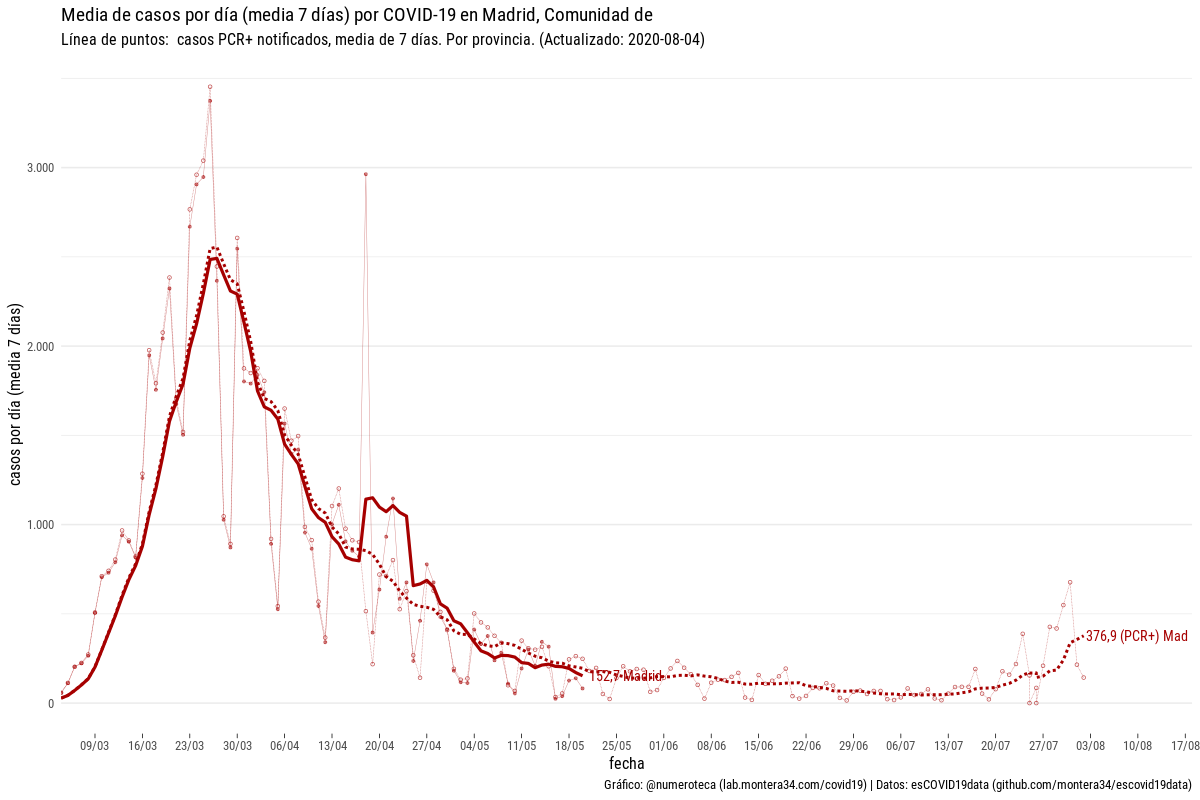 Media de casos por día (media 7 días) por COVID-19 en Madrid, Comunidad de
Línea de puntos:  casos PCR+ notificados, media de 7 días. Por provincia. (Actualizado: 2020-08-04)
casos por día (media 7 días)
3.000
2.000
1.000
0
376,9 (PCR+) Mad
152,7 Madrid
09/03 16/03 23/03 30/03 06/04 13/04 20/04 27/04 04/05 11/05 18/05 25/05 01/06 08/06 15/06 22/06 29/06 06/07 13/07 20/07 27/07 03/08 10/08 17/08
fecha
Gráfico: @numeroteca (lab.montera34.com/covid19) | Datos: esCOVID19data (github.com/montera34/escovid19data)